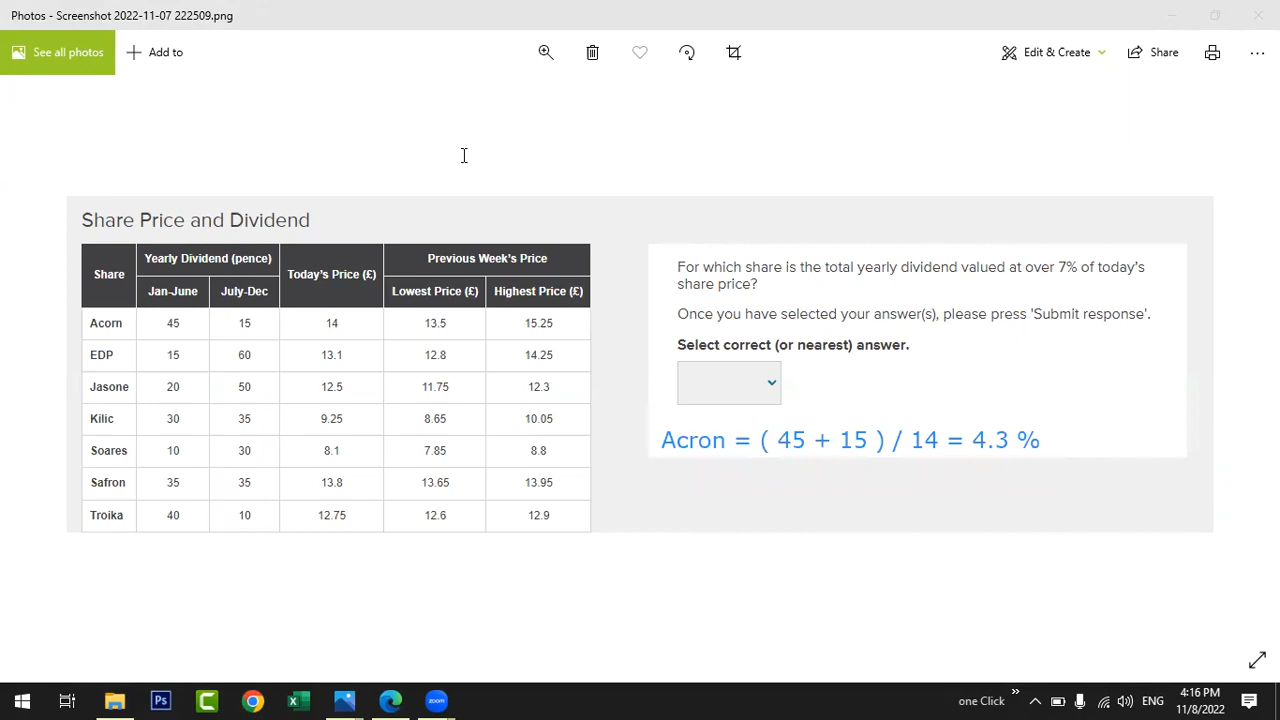 Photos - Screenshot 2022-11-07 222509.png
See all photos
Add to
Edit & Create
Share
Share Price and Dividend
Share Yearly Dividend (pence) Today's Price (£) Previous Week's Price
Jan-June July-Dec Lowest Price (£) Highest Price (£)
Acorn 45 15 14 13.5 15.25
EDP 15 60 13.1 12.8 14.25
Jasone 20 50 12.5 11.75 12.3
Kilic 30 35 9.25 8.65 10.05
Soares 10 30 8.1 7.85 8.8
Safron 35 35 13.8 13.65 13.95
Troika 40 10 12.75 12.6 12.9
For which share is the total yearly dividend valued at over 7% of today's
share price?
Once you have selected your answer(s), please press 'Submit response'.
Select correct (or nearest) answer.
Acron = ( 45 + 15 ) / 14 = 4.3 %
Ps
zoom
one Click
ENG
4:16 PM
11/8/2022